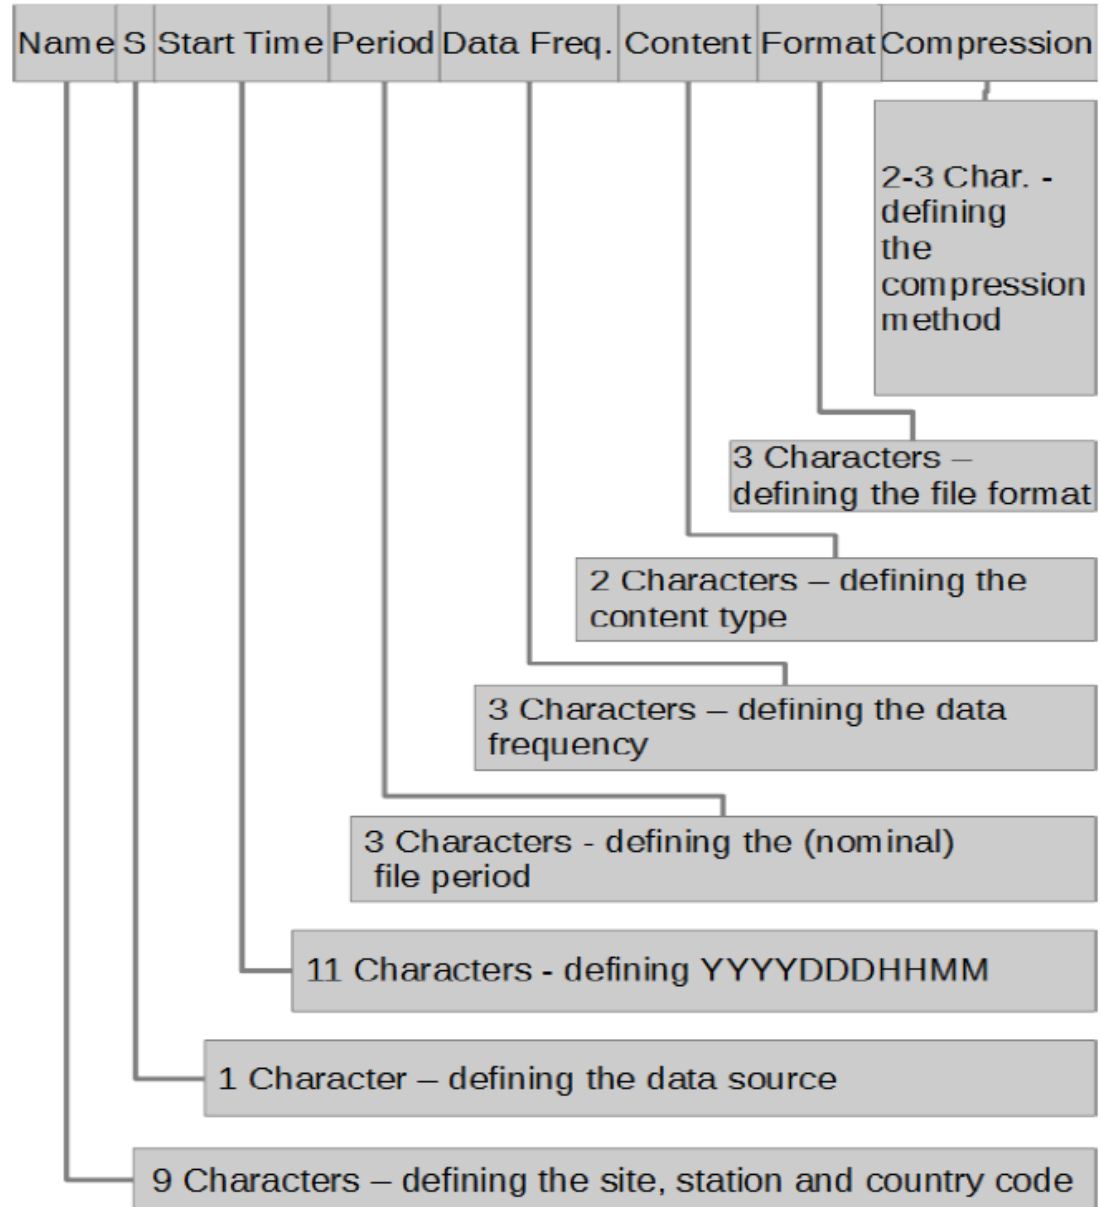 Name S Start Time Period Data Freq. Content Format Compression
2-3 Char. -
defining
the
compression
method
3 Characters –
defining the file format
2 Characters – defining the
content type
3 Characters – defining the data
frequency
3 Characters - defining the (nominal)
file period
11 Characters - defining YYYYDDDHHMM
1 Character – defining the data source
9 Characters – defining the site, station and country code